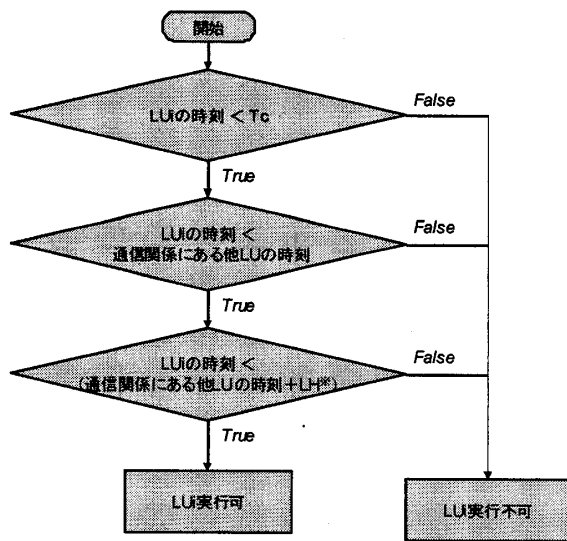 開始
LUiの時刻 < Tc
False
True
LUiの時刻 <
通信関係にある他LUの時刻
False
True
LUiの時刻 <
(通信関係にある他LUの時刻+LH※)
False
True
LUi実行可
LUi実行不可